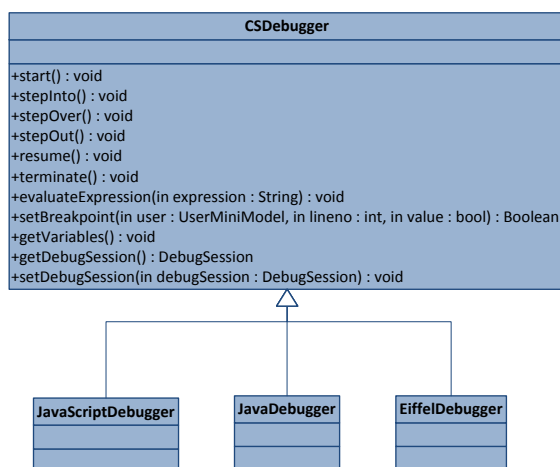 CSDebugger
+start() : void
+stepInto() : void
+stepOver() : void
+stepOut() : void
+resume() : void
+terminate() : void
+evaluateExpression(in expression : String) : void
+setBreakpoint(in user : UserMiniModel, in lineno : int, in value : bool) : Boolean
+getVariables() : void
+getDebugSession() : DebugSession
+setDebugSession(in debugSession : DebugSession) : void
JavaScriptDebugger
JavaDebugger
EiffelDebugger